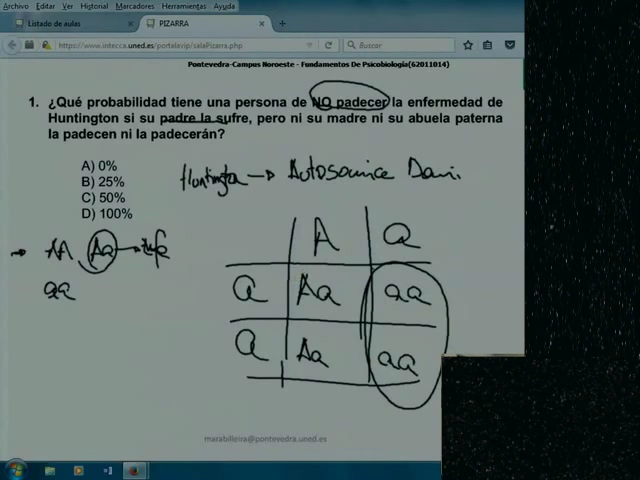 Archivo Editar Ver Historial Marcadores Herramientas Ayuda
Listado de aulas × PIZARRA ×
https://www.intecca.uned.es/portalavip/salaPizarra.php Buscar
Pontevedra-Campus Noroeste - Fundamentos De Psicobiología(62011014)
1. ¿Qué probabilidad tiene una persona de NO padecer la enfermedad de
Huntington si su padre la sufre, pero ni su madre ni su abuela paterna
la padecen ni la padecerán?
A) 0%
B) 25%
C) 50%
D) 100%
→ Autosomica Domi
→ AA Aa →
aa
A a
a Aa aa
a Aa aa
marabilleira@pontevedra.uned.es